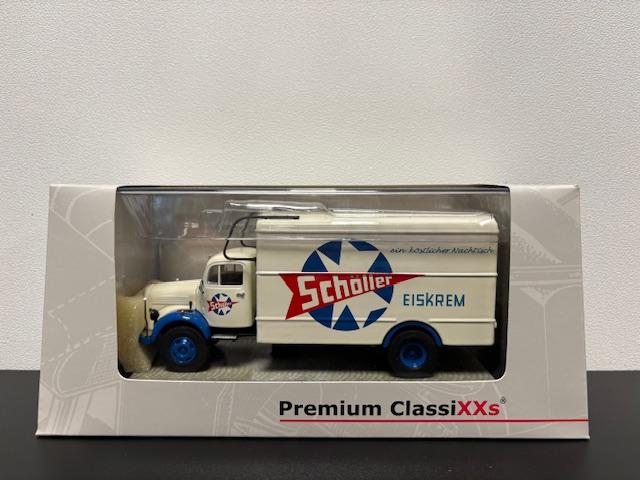 ein köstlicher Nachtisch
Schöller
EISKREM
Schöller
Premium ClassiXXs®